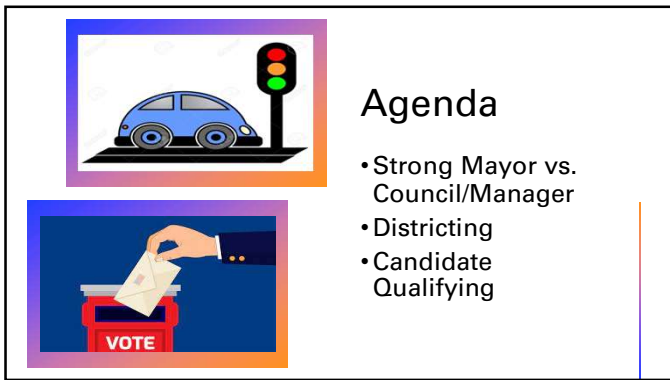 Agenda
• Strong Mayor vs.
Council/Manager
• Districting
• Candidate
Qualifying
VOTE